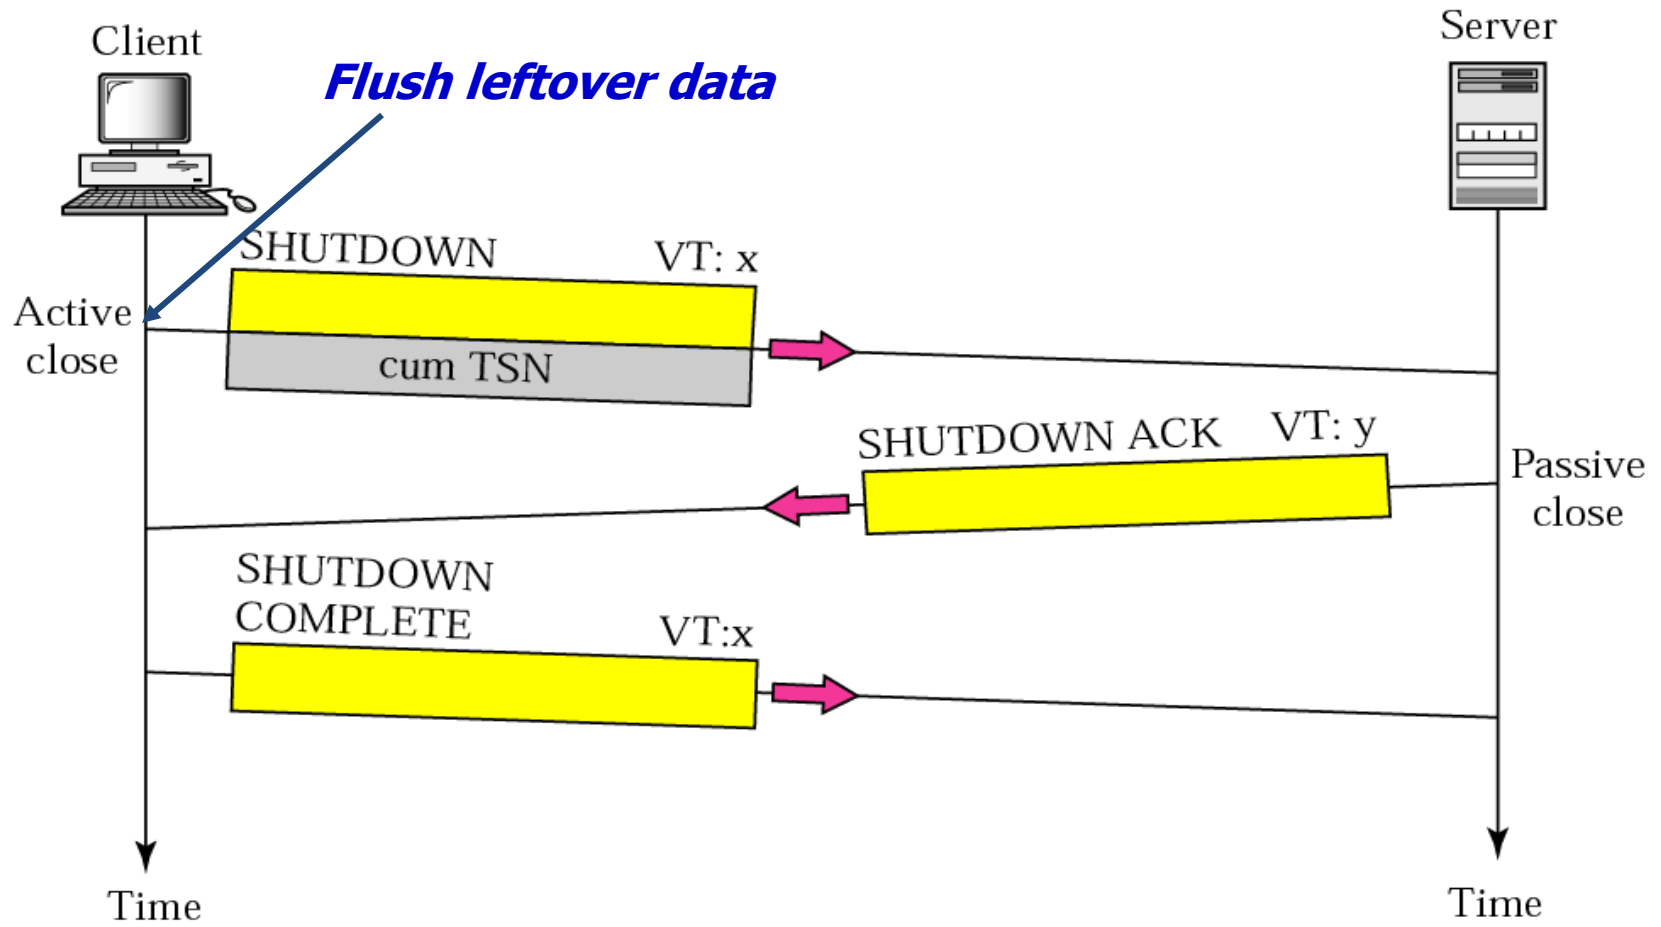 Client
Server
Flush leftover data
SHUTDOWN VT: x
Active
close
cum TSN
SHUTDOWN ACK VT: y
Passive
close
SHUTDOWN
COMPLETE VT:x
Time
Time